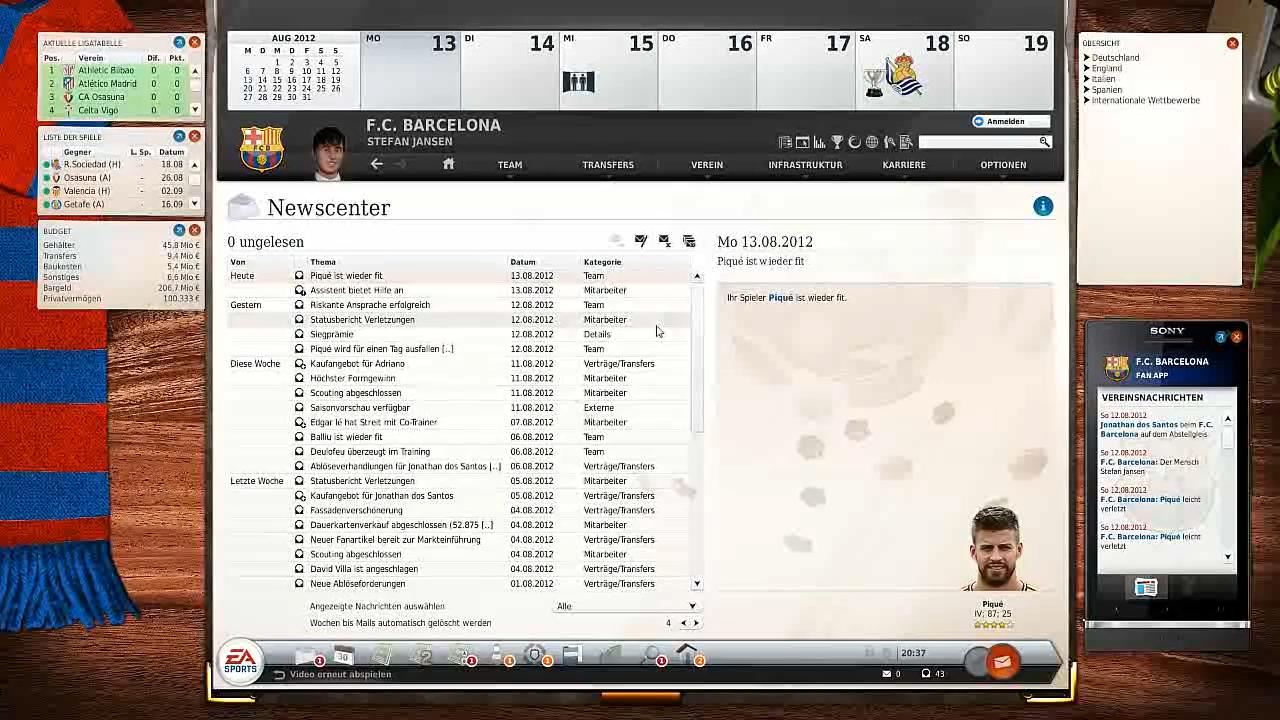 AKTUELLE LIGATABELLE
Pos. Verein Dif. Pkt.
1 Athletic Bilbao 0 0
2 Atlético Madrid 0 0
3 CA Osasuna 0 0
4 Celta Vigo 0 0
LISTE DER SPIELE
Gegner L. Sp. Datum
R.Sociedad (H) - 18.08
Osasuna (A) - 26.08
Valencia (H) - 02.09
Getafe (A) - 16.09
BUDGET
Gehälter 45,8 Mio €
Transfers 9,4 Mio €
Baukosten 5,4 Mio €
Sonstiges 6,6 Mio €
Bargeld 206,7 Mio €
Privatvermögen 100.333 €
AUG 2012
M D M D F S S
1 2 3 4 5
6 7 8 9 10 11 12
13 14 15 16 17 18 19
20 21 22 23 24 25 26
27 28 29 30 31
MO 13 DI 14 MI 15 DO 16 FR 17 SA 18 SO 19
F.C. BARCELONA
STEFAN JANSEN
Anmelden
TEAM TRANSFERS VEREIN INFRASTRUKTUR KARRIERE OPTIONEN
Newscenter
0 ungelesen
Von Thema Datum Kategorie
Heute Piqué ist wieder fit 13.08.2012 Team
Assistent bietet Hilfe an 13.08.2012 Mitarbeiter
Gestern Riskante Ansprache erfolgreich 12.08.2012 Team
Statusbericht Verletzungen 12.08.2012 Mitarbeiter
Siegprämie 12.08.2012 Details
Piqué wird für einen Tag ausfallen [..] 12.08.2012 Team
Diese Woche Kaufangebot für Adriano 11.08.2012 Verträge/Transfers
Höchster Formgewinn 11.08.2012 Mitarbeiter
Scouting abgeschlossen 11.08.2012 Mitarbeiter
Saisonvorschau verfügbar 11.08.2012 Externe
Edgar Ié hat Streit mit Co-Trainer 07.08.2012 Mitarbeiter
Balliu ist wieder fit 06.08.2012 Team
Deulofeu überzeugt im Training 06.08.2012 Team
Ablöseverhandlungen für Jonathan dos Santos [..] 06.08.2012 Verträge/Transfers
Letzte Woche Statusbericht Verletzungen 05.08.2012 Mitarbeiter
Kaufangebot für Jonathan dos Santos 05.08.2012 Verträge/Transfers
Fassadenverschönerung 04.08.2012 Verträge/Transfers
Dauerkartenverkauf abgeschlossen (52.875 [..] 04.08.2012 Mitarbeiter
Neuer Fanartikel bereit zur Markteinführung 04.08.2012 Verträge/Transfers
Scouting abgeschlossen 04.08.2012 Mitarbeiter
David Villa ist angeschlagen 04.08.2012 Verträge/Transfers
Neue Ablöseforderungen 01.08.2012 Verträge/Transfers
Angezeigte Nachrichten auswählen Alle
Wochen bis Mails automatisch gelöscht werden 4
Mo 13.08.2012
Piqué ist wieder fit
Ihr Spieler Piqué ist wieder fit.
Piqué
IV; 87; 25
ÜBERSICHT
Deutschland
England
Italien
Spanien
Internationale Wettbewerbe
SONY
F.C. BARCELONA
FAN APP
VEREINSNACHRICHTEN
So 12.08.2012
Jonathan dos Santos beim F.C.
Barcelona auf dem Abstellgleis
So 12.08.2012
F.C. Barcelona: Der Mensch
Stefan Jansen
So 12.08.2012
F.C. Barcelona: Piqué leicht
verletzt
So 12.08.2012
F.C. Barcelona: Piqué leicht
verletzt
EA
SPORTS
1 30 2 1 1 1 1 2
20:37
Video erneut abspielen
0 43